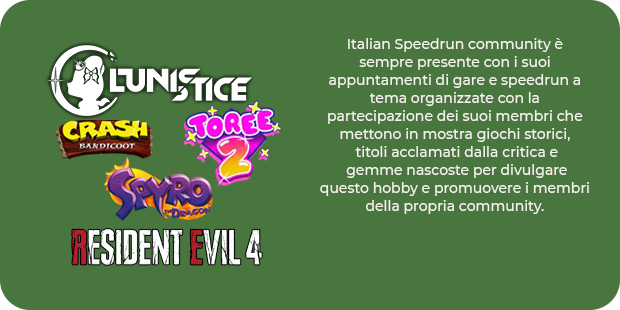 LUNISTICE
CRASH
BANDICOOT
TOREE
2
SPYRO
THE DRAGON
RESIDENT EVIL 4
Italian Speedrun community è
sempre presente con i suoi
appuntamenti di gare e speedrun a
tema organizzate con la
partecipazione dei suoi membri che
mettono in mostra giochi storici,
titoli acclamati dalla critica e
gemme nascoste per divulgare
questo hobby e promuovere i membri
della propria community.